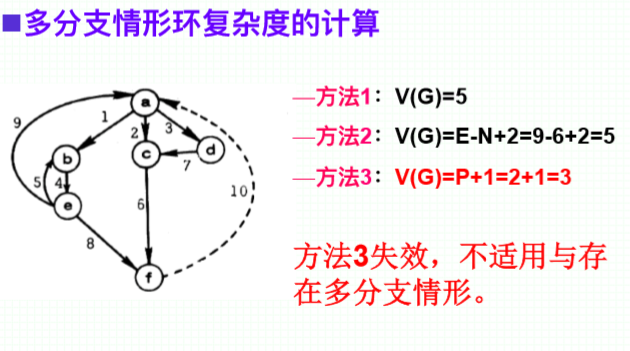 多分支情形环复杂度的计算
—方法1：V(G)=5
—方法2：V(G)=E-N+2=9-6+2=5
—方法3：V(G)=P+1=2+1=3
方法3失效，不适用与存
在多分支情形。
a
9
1
2
3
b
c
d
7
5
4
10
e
6
8
f